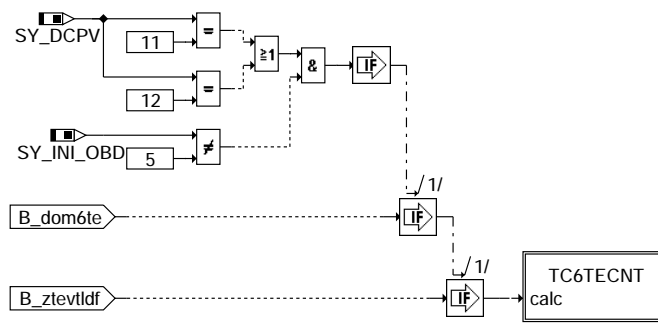 SY_DCPV
11
=
≧1
12
=
&
IF
SY_INI_OBD
5
≠
/1/
B_dom6te
IF
/1/
B_ztevtldf
IF
TC6TECNT
calc